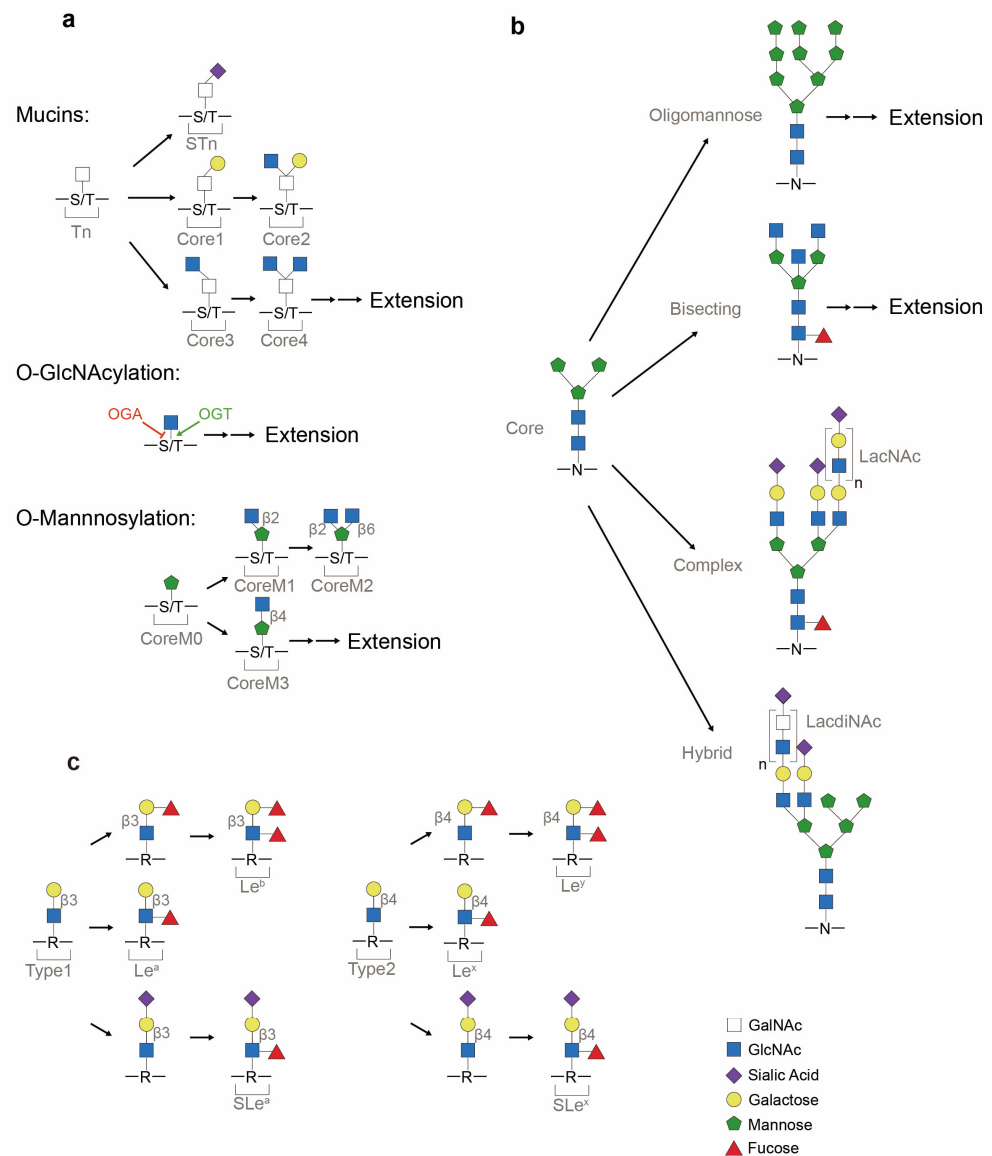 a
Mucins:
S/T
STn
S/T
Tn
S/T
Core1
S/T
Core2
S/T
Core3
S/T
Core4
Extension
O-GlcNAcylation:
OGA
OGT
S/T
Extension
O-Mannnosylation:
S/T
CoreM0
β2
S/T
CoreM1
β2
β6
S/T
CoreM2
β4
S/T
CoreM3
Extension
b
Core
N
Oligomannose
N
Extension
Bisecting
N
Extension
Complex
LacNAc
n
N
Hybrid
LacdiNAc
n
N
c
β3
R
Type1
β3
R
β3
R
Leᵇ
β3
R
Leᵃ
β3
R
β3
R
SLeᵃ
β4
R
Type2
β4
R
β4
R
Leʸ
β4
R
Leˣ
β4
R
β4
R
SLeˣ
GalNAc
GlcNAc
Sialic Acid
Galactose
Mannose
Fucose